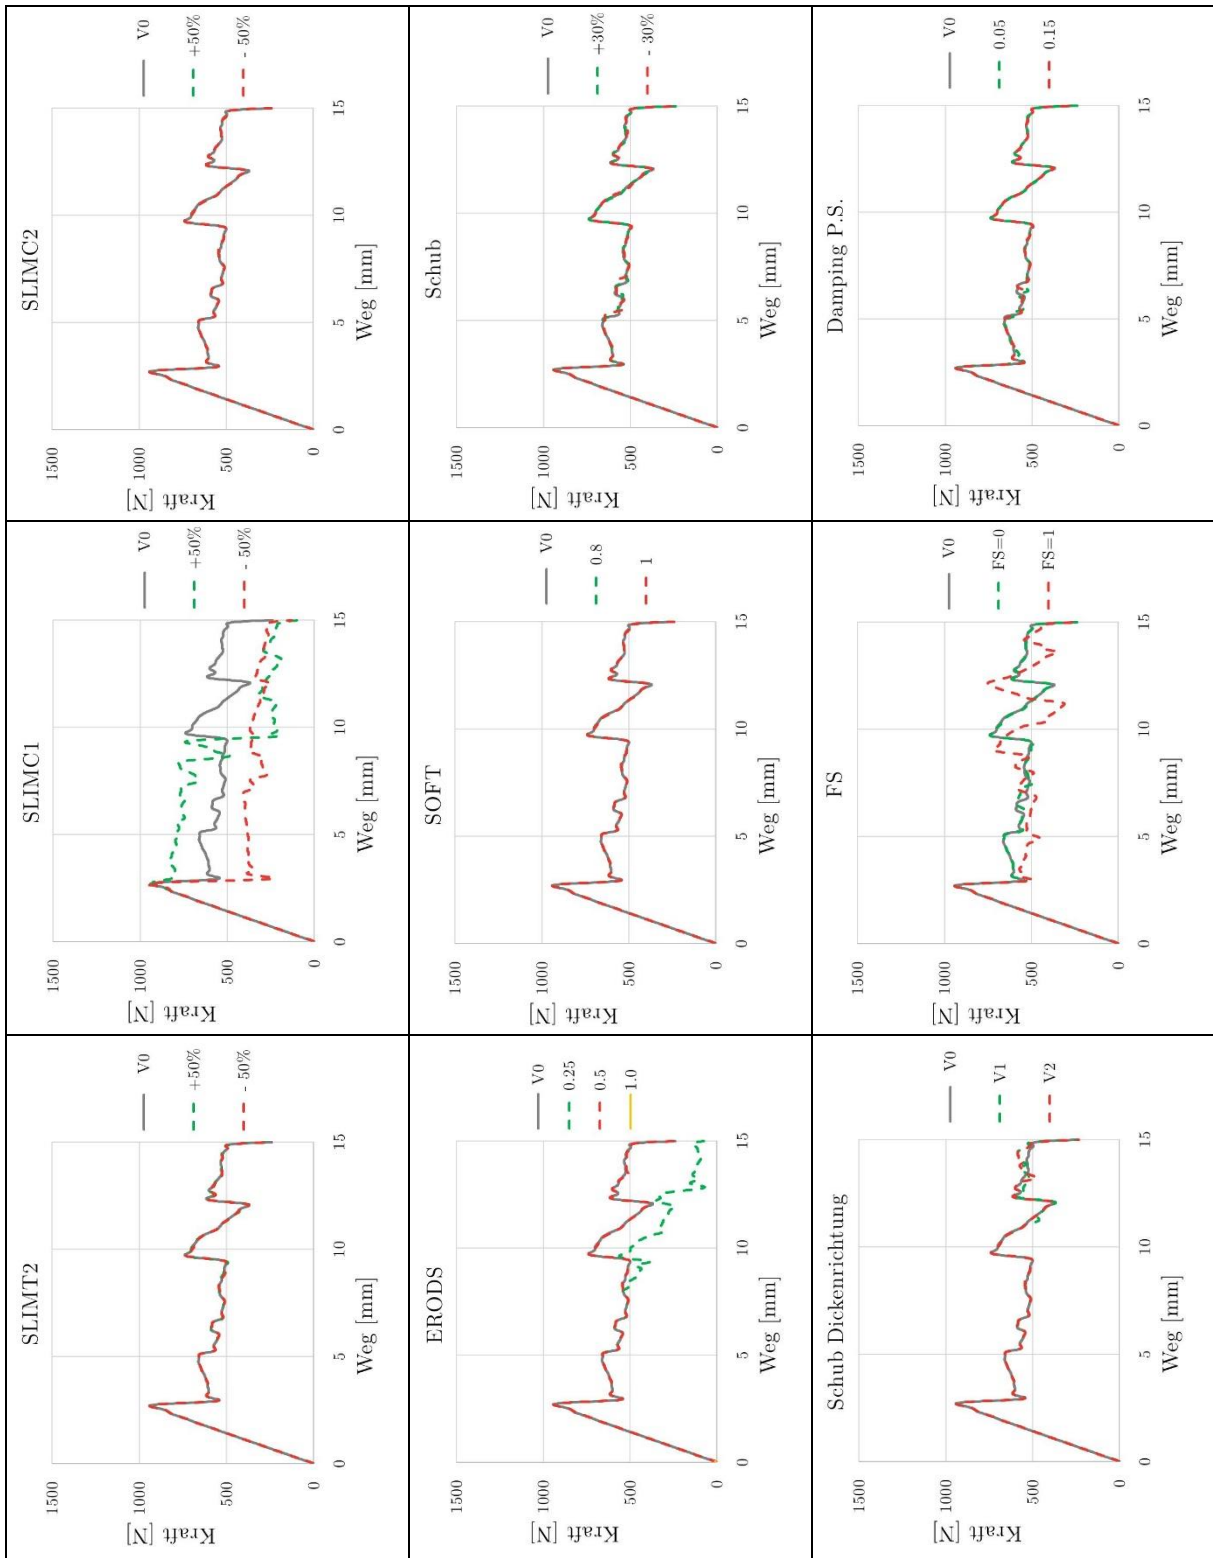 SLIMT2
Kraft [N]
1500
1000
500
0
0 5 10 15
Weg [mm]
V0
+50%
- 50%
SLIMC1
Kraft [N]
1500
1000
500
0
0 5 10 15
Weg [mm]
V0
+50%
- 50%
SLIMC2
Kraft [N]
1500
1000
500
0
0 5 10 15
Weg [mm]
V0
+50%
- 50%
ERODS
Kraft [N]
1500
1000
500
0
0 5 10 15
Weg [mm]
V0
0.25
0.5
1.0
SOFT
Kraft [N]
1500
1000
500
0
0 5 10 15
Weg [mm]
V0
0.8
1
Schub
Kraft [N]
1500
1000
500
0
0 5 10 15
Weg [mm]
V0
+30%
- 30%
Schub Dickenrichtung
Kraft [N]
1500
1000
500
0
0 5 10 15
Weg [mm]
V0
V1
V2
FS
Kraft [N]
1500
1000
500
0
0 5 10 15
Weg [mm]
V0
FS=0
FS=1
Damping P.S.
Kraft [N]
1500
1000
500
0
0 5 10 15
Weg [mm]
V0
0.05
0.15